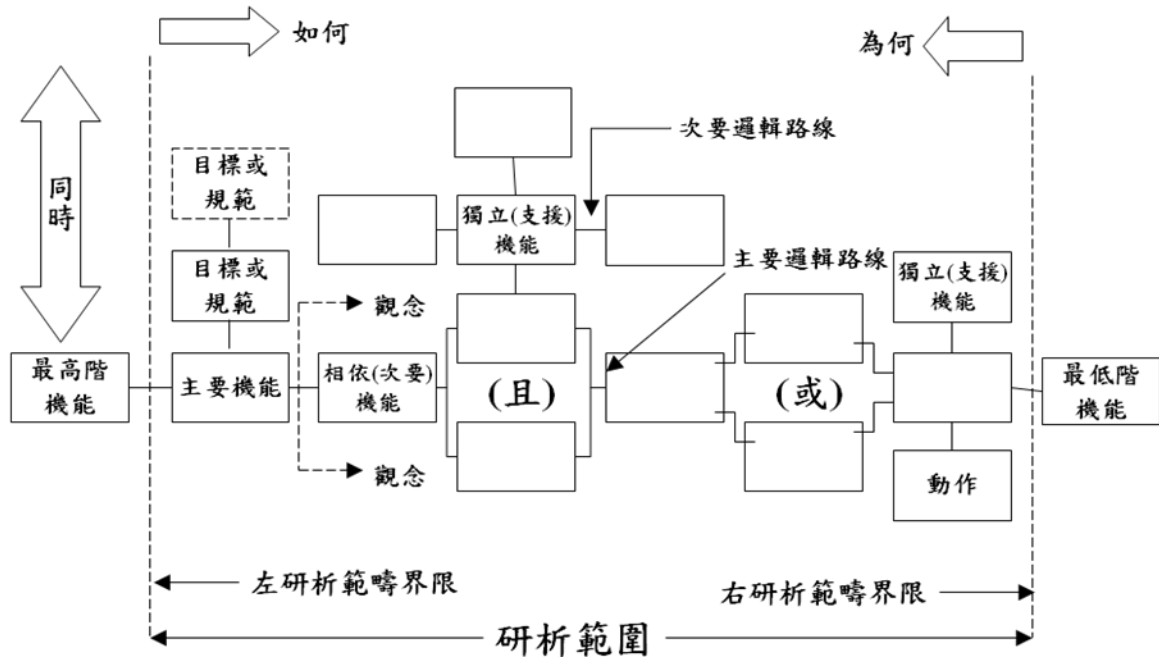 如何
為何
同時
次要邏輯路線
目標或
規範
獨立(支援)
機能
主要邏輯路線
目標或
規範
獨立(支援)
機能
觀念
最高階
機能
主要機能
相依(次要)
機能
(且)
(或)
最低階
機能
觀念
動作
左研析範疇界限
右研析範疇界限
研析範圍